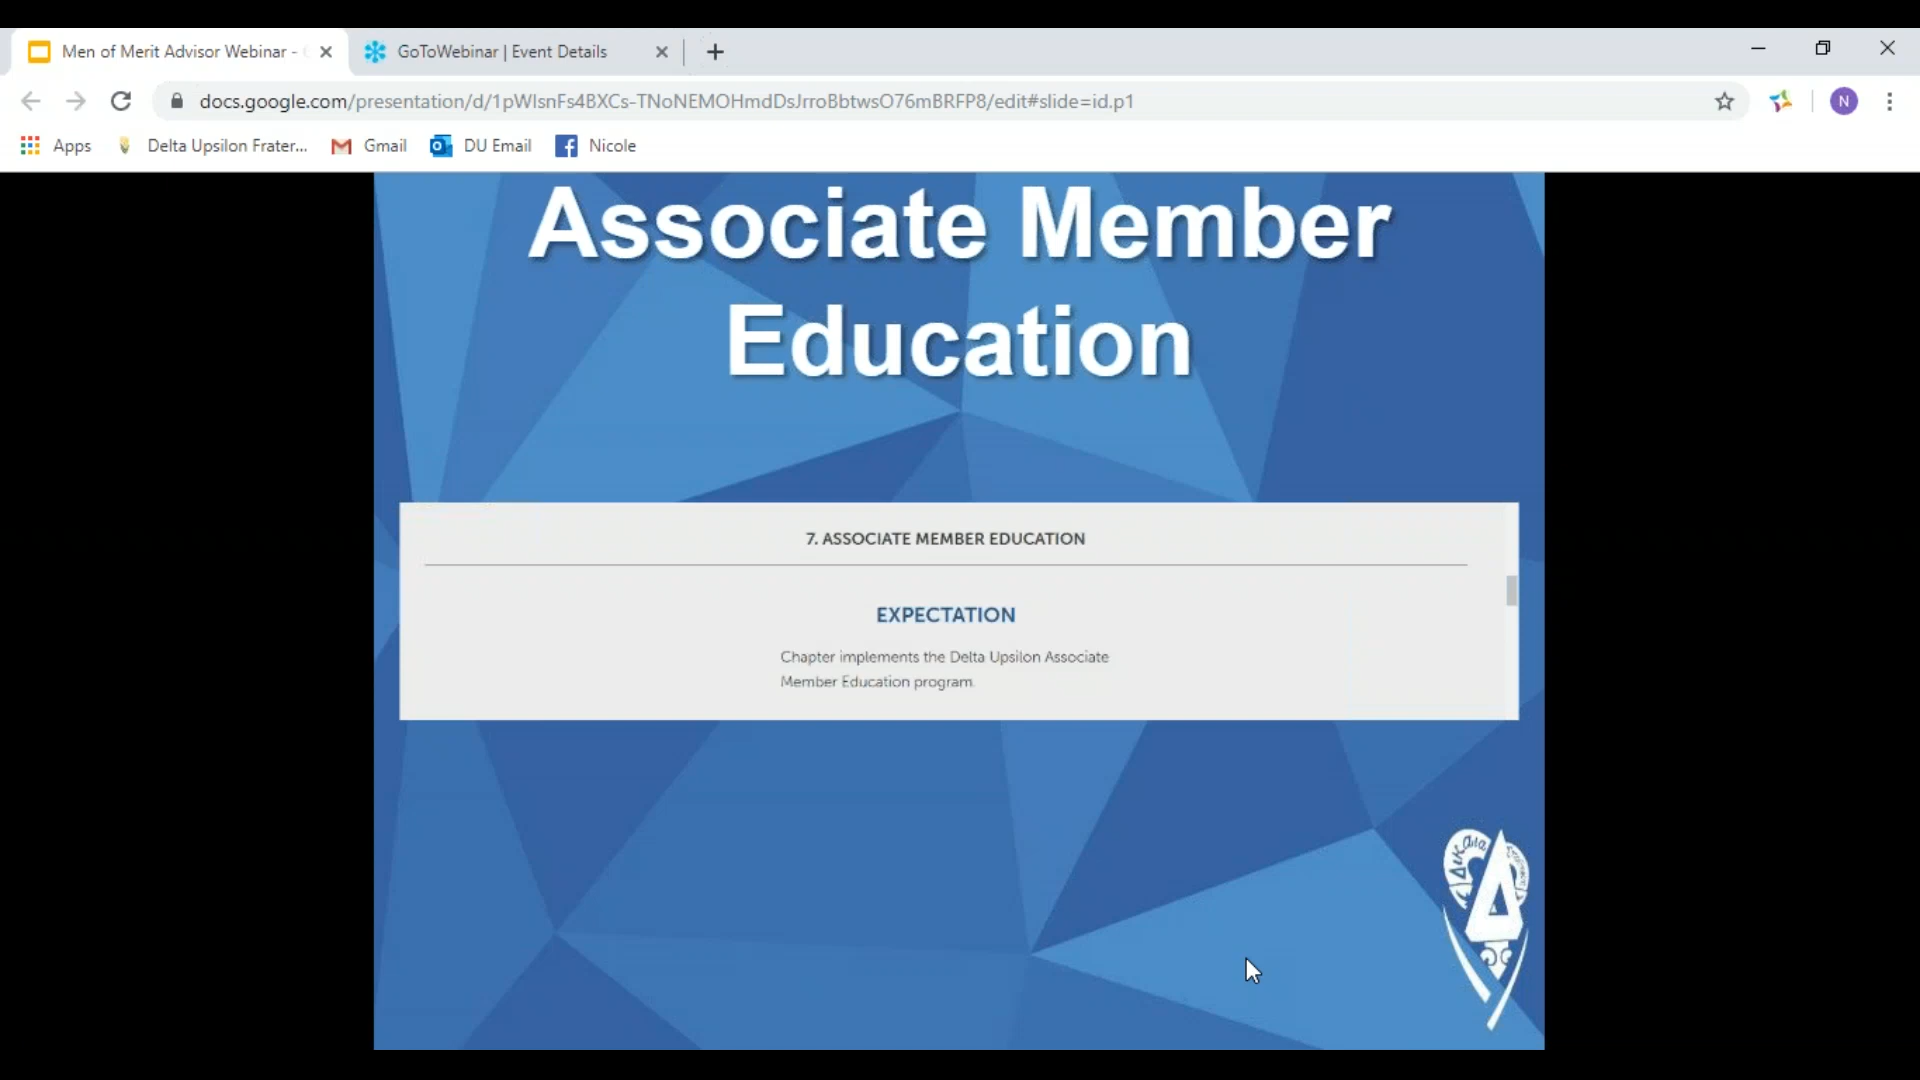 Men of Merit Advisor Webinar -
GoToWebinar | Event Details
docs.google.com/presentation/d/1pWlsnFs4BXCs-TNoNEMOHmdDsJrroBbtwsO76mBRFP8/edit#slide=id.p1
N
Apps
Delta Upsilon Frater...
Gmail
DU Email
Nicole
Associate Member
Education
7. ASSOCIATE MEMBER EDUCATION
EXPECTATION
Chapter implements the Delta Upsilon Associate
Member Education program.